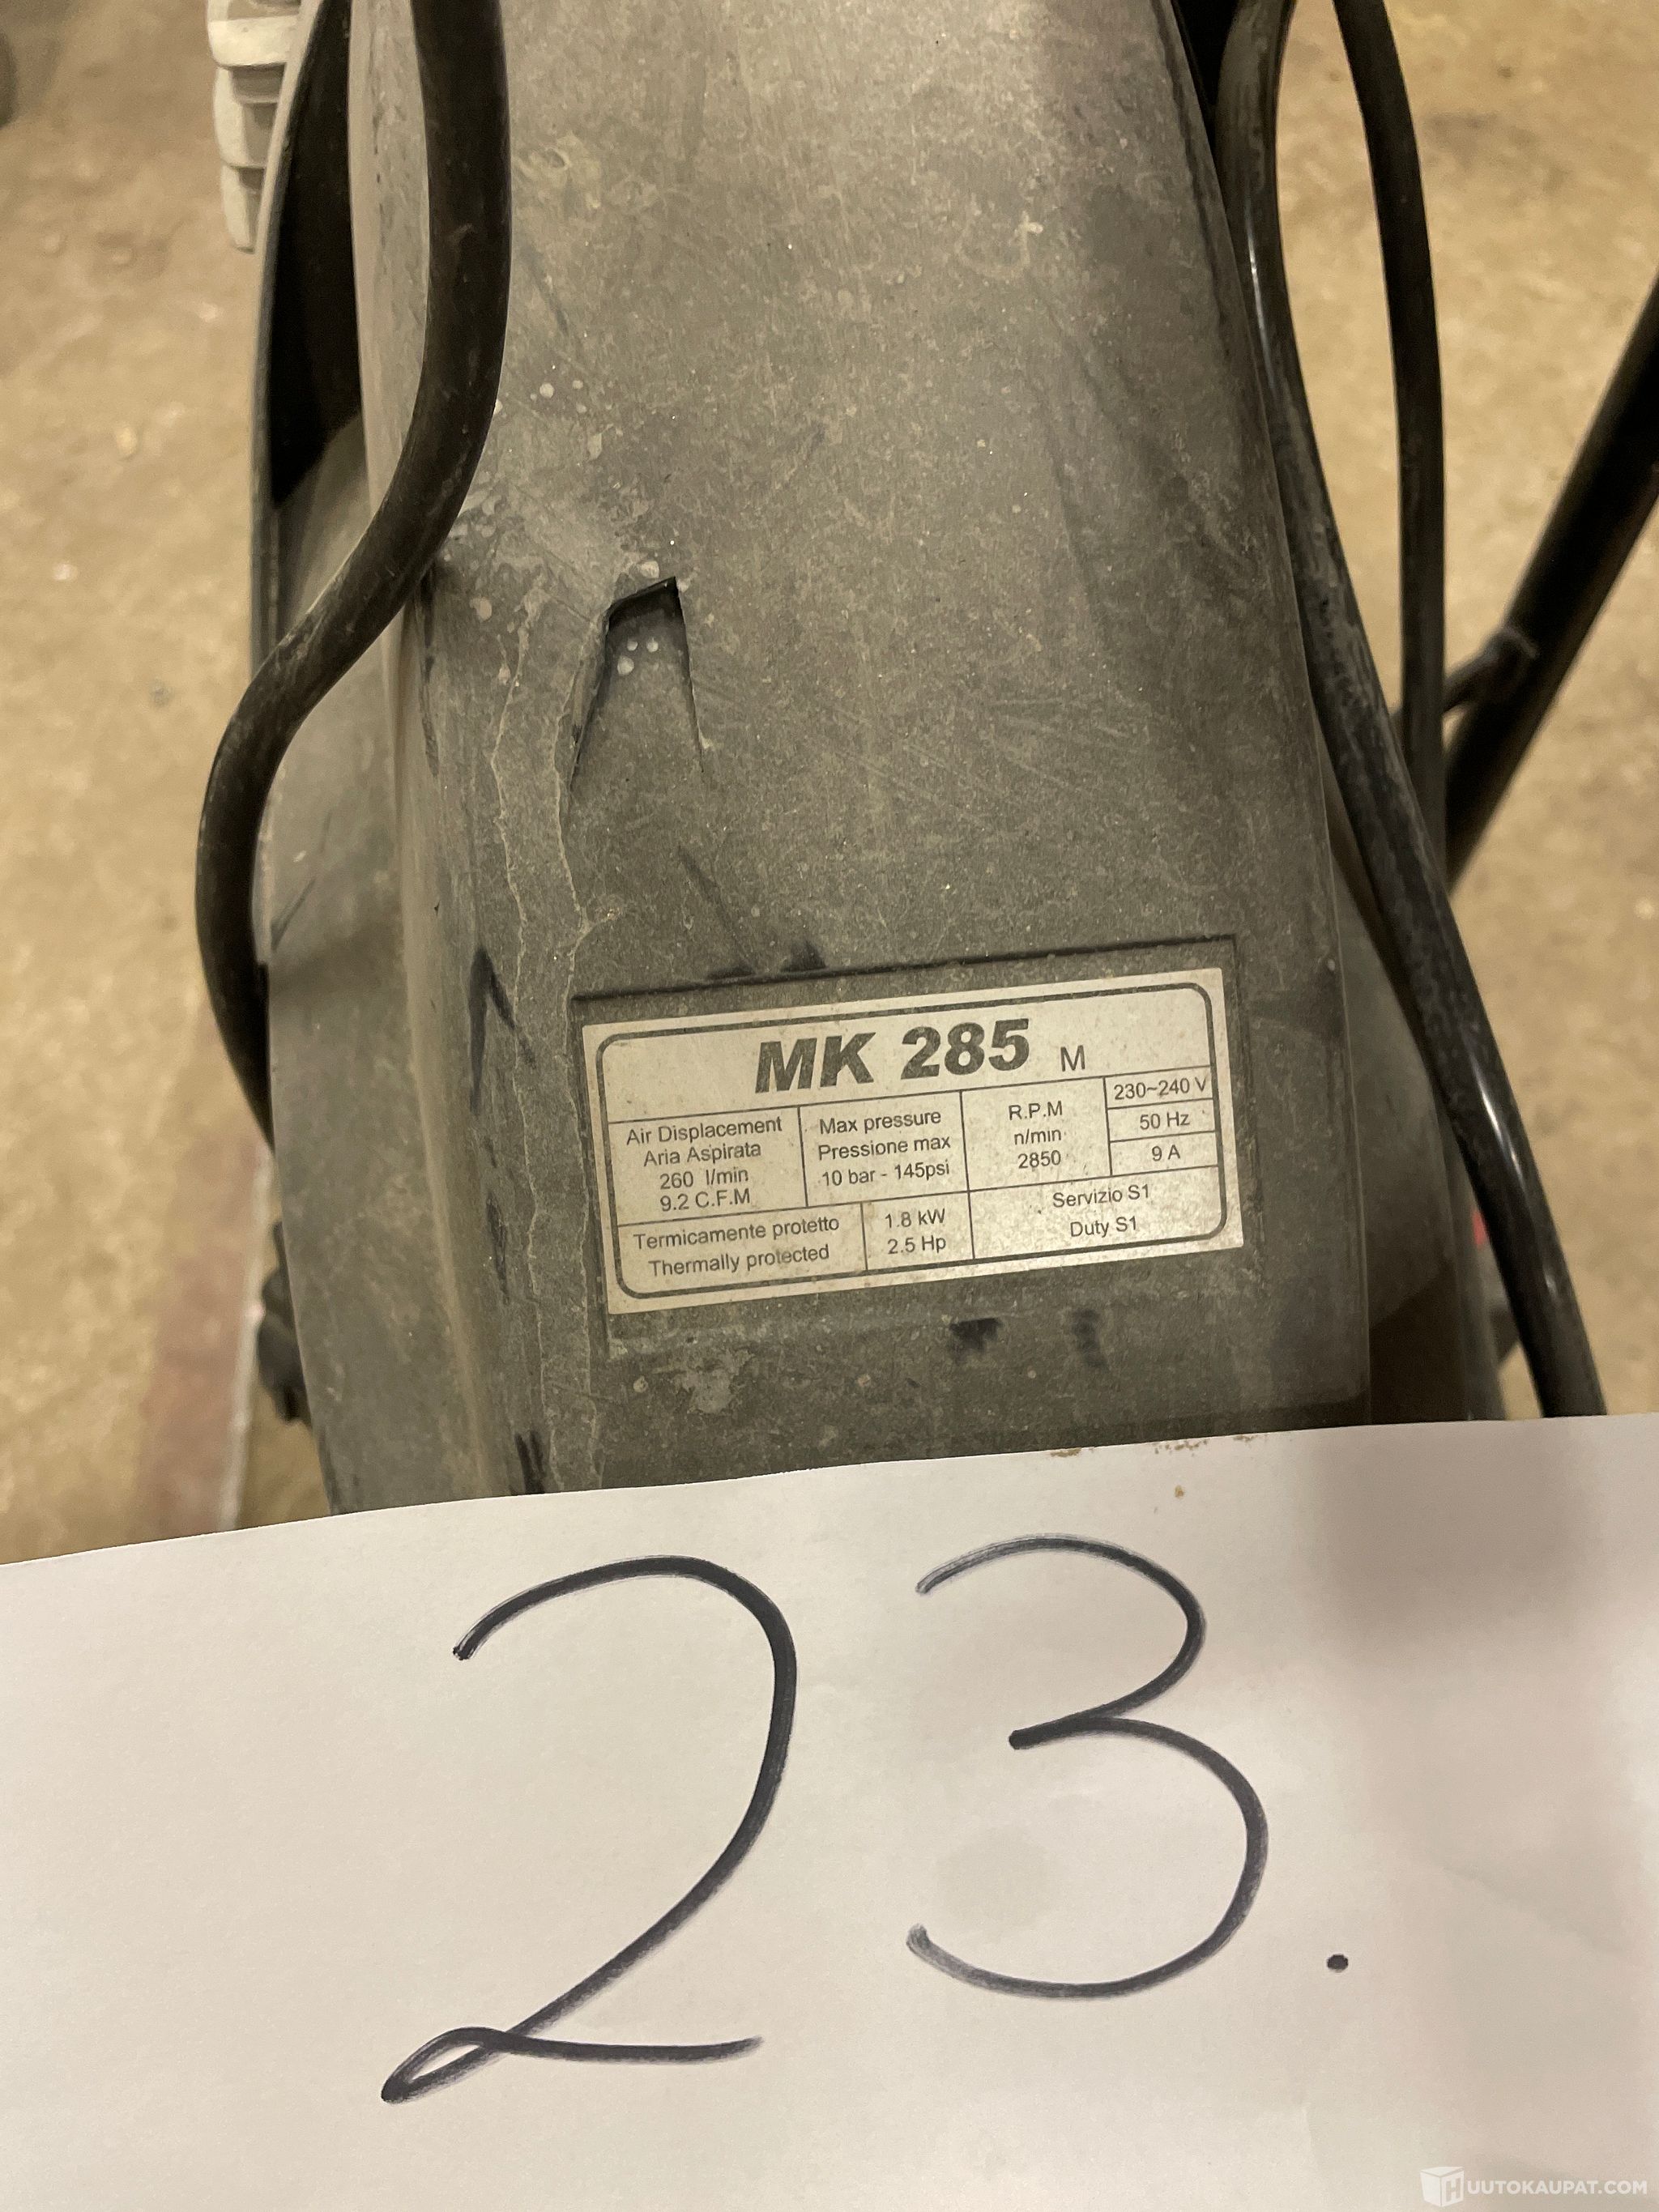 MK 285 M
Air Displacement
Aria Aspirata
260 l/min
9.2 C.F.M
Max pressure
Pressione max
10 bar - 145psi
R.P.M
n/min
2850
230~240 V
50 Hz
9 A
Termicamente protetto
Thermally protected
1.8 kW
2.5 Hp
Servizio S1
Duty S1
23.
HUUTOKAUPAT.COM